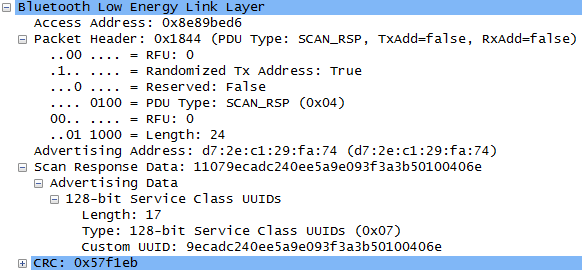 Bluetooth Low Energy Link Layer
Access Address: 0x8e89bed6
Packet Header: 0x1844 (PDU Type: SCAN_RSP, TxAdd=false, RxAdd=false)
..00 .... = RFU: 0
.1.. .... = Randomized Tx Address: True
...0 .... = Reserved: False
.... 0100 = PDU Type: SCAN_RSP (0x04)
00.. .... = RFU: 0
..01 1000 = Length: 24
Advertising Address: d7:2e:c1:29:fa:74 (d7:2e:c1:29:fa:74)
Scan Response Data: 11079ecadc240ee5a9e093f3a3b50100406e
Advertising Data
128-bit Service Class UUIDs
Length: 17
Type: 128-bit Service Class UUIDs (0x07)
Custom UUID: 9ecadc240ee5a9e093f3a3b50100406e
CRC: 0x57f1eb